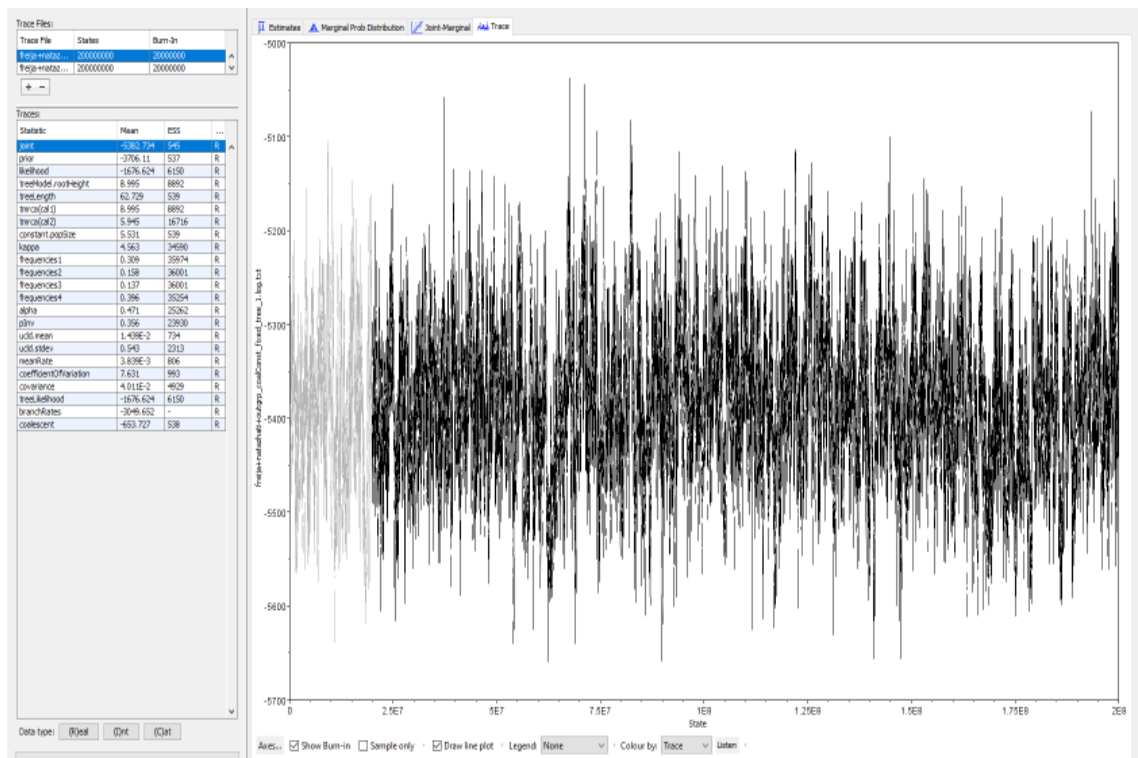 Trace Files:
Trace File States Burn-In
freija+nataz... 200000000 20000000
freija+nataz... 200000000 20000000
+ -
Traces:
Statistic Mean ESS ...
joint -5382.734 545 R
prior -3706.11 537 R
likelihood -1676.624 6150 R
treeModel.rootHeight 8.995 8892 R
treeLength 62.729 539 R
tmrca(cal1) 8.995 8892 R
tmrca(cal2) 5.945 16716 R
constant.popSize 5.531 539 R
kappa 4.563 34590 R
frequencies1 0.309 35974 R
frequencies2 0.158 36001 R
frequencies3 0.137 36001 R
frequencies4 0.396 35254 R
alpha 0.471 25262 R
pInv 0.356 23930 R
ucld.mean 1.439E-2 734 R
ucld.stdev 0.543 2313 R
meanRate 3.839E-3 806 R
coefficientOfVariation 7.631 993 R
covariance 4.011E-2 4929 R
treeLikelihood -1676.624 6150 R
branchRates -3049.652 - R
coalescent -653.727 538 R
Data type: (R)eal (I)nt (C)at
Estimates Marginal Prob Distribution Joint-Marginal Trace
-5000
-5100
-5200
-5300
-5400
-5500
-5600
-5700
0 2.5E7 5E7 7.5E7 1E8 1.25E8 1.5E8 1.75E8 2E8
State
Axes... Show Burn-in Sample only Draw line plot Legend: None Colour by: Trace Listen